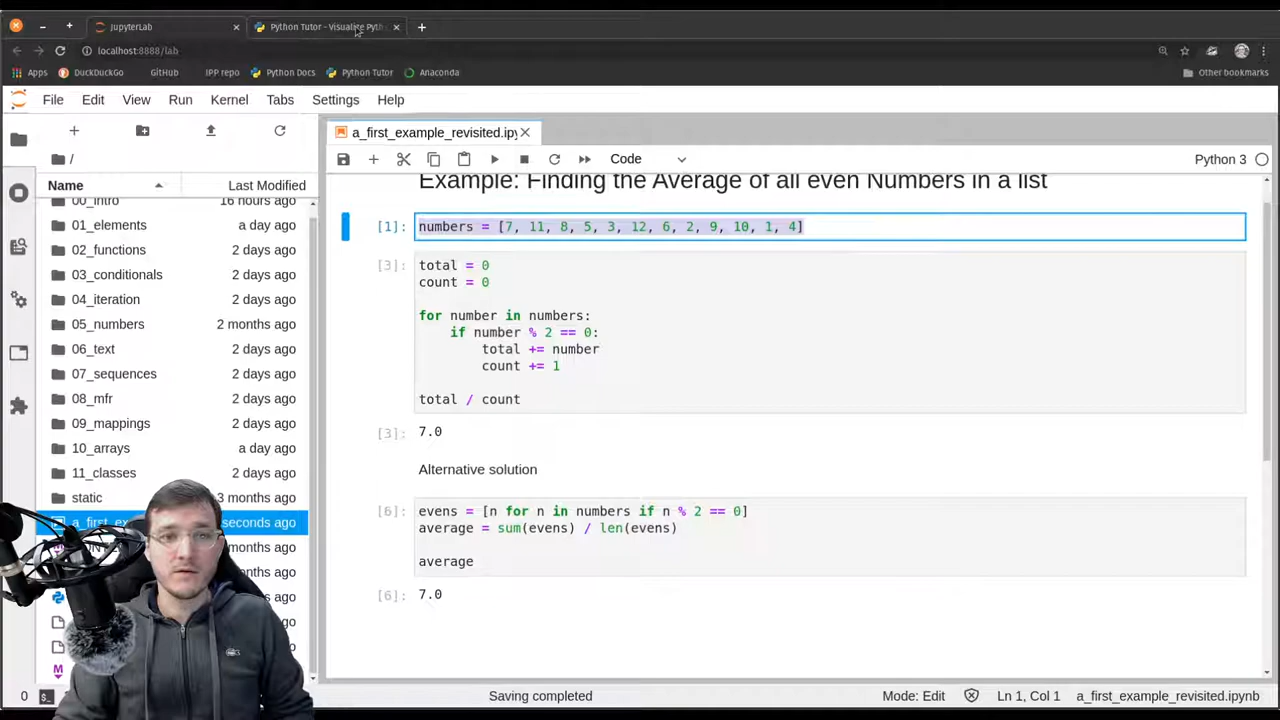 JupyterLab
Python Tutor - Visualize Pyth
localhost:8888/lab
Apps DuckDuckGo GitHub IPP repo Python Docs Python Tutor Anaconda Other bookmarks
File Edit View Run Kernel Tabs Settings Help
a_first_example_revisited.ipy
/
Code
Python 3
Name Last Modified
00_intro 16 hours ago
01_elements a day ago
02_functions 2 days ago
03_conditionals 2 days ago
04_iteration 2 days ago
05_numbers 2 months ago
06_text 2 days ago
07_sequences 2 days ago
08_mfr 2 days ago
09_mappings 2 days ago
10_arrays a day ago
11_classes 2 days ago
static 3 months ago
a_first_ex seconds ago
months ago
months ago
s ago
s ago
s ago
Example: Finding the Average of all even Numbers in a list
[1]: numbers = [7, 11, 8, 5, 3, 12, 6, 2, 9, 10, 1, 4]
[3]: total = 0
count = 0
for number in numbers:
if number % 2 == 0:
total += number
count += 1
total / count
[3]: 7.0
Alternative solution
[6]: evens = [n for n in numbers if n % 2 == 0]
average = sum(evens) / len(evens)
average
[6]: 7.0
0
Saving completed
Mode: Edit
Ln 1, Col 1
a_first_example_revisited.ipynb